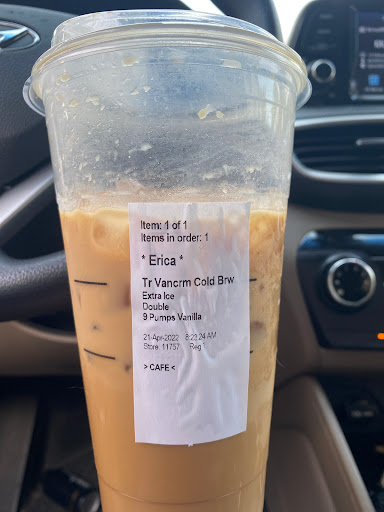 Item: 1 of 1
Items in order: 1
* Erica *
Tr Vancrm Cold Brw
Extra Ice
Double
9 Pumps Vanilla
21-Apr-2022 8:23:24 AM
Store: 11757 Reg
> CAFE <